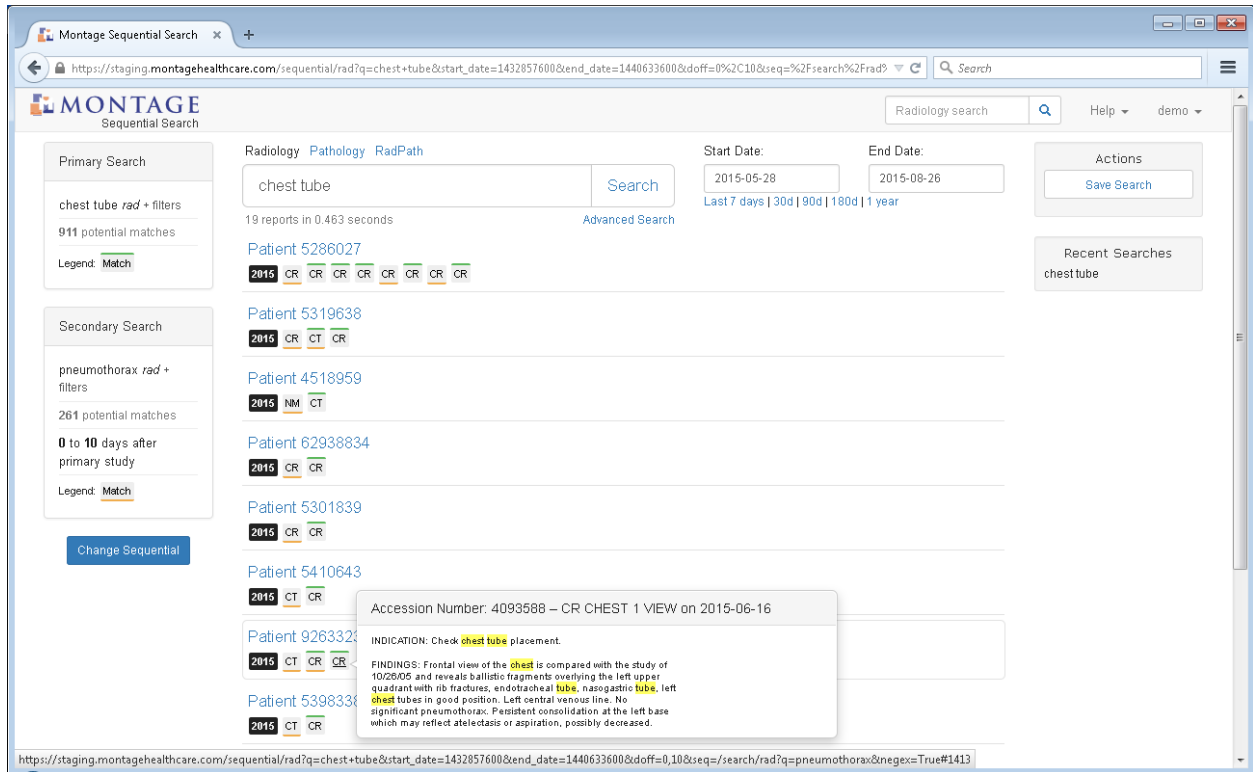 Montage Sequential Search × +
https://staging.montagehealthcare.com/sequential/rad?q=chest+tube&start_date=1432857600&end_date=1440633600&doff=0%2C10&seq=%2Fsearch%2Frad?
Search
MONTAGE
Sequential Search
Radiology search
Help
demo
Primary Search
chest tube rad + filters
911 potential matches
Legend: Match
Secondary Search
pneumothorax rad +
filters
261 potential matches
0 to 10 days after
primary study
Legend: Match
Change Sequential
Radiology Pathology RadPath
chest tube
Search
19 reports in 0.463 seconds
Advanced Search
Start Date:
End Date:
2015-05-28
2015-08-26
Last 7 days | 30d | 90d | 180d | 1 year
Patient 5286027
2015 CR CR CR CR CR CR CR CR
Patient 5319638
2015 CR CT CR
Patient 4518959
2015 NM CT
Patient 62938834
2015 CR CR
Patient 5301839
2015 CR CR
Patient 5410643
2015 CT CR
Patient 9263323
2015 CT CR CR
Patient 5398338
2015 CT CR
Accession Number: 4093588 – CR CHEST 1 VIEW on 2015-06-16
INDICATION: Check chest tube placement.
FINDINGS: Frontal view of the chest is compared with the study of
10/26/05 and reveals ballistic fragments overlying the left upper
quadrant with rib fractures, endotracheal tube, nasogastric tube, left
chest tubes in good position. Left central venous line. No
significant pneumothorax. Persistent consolidation at the left base
which may reflect atelectasis or aspiration, possibly decreased.
Actions
Save Search
Recent Searches
chest tube
https://staging.montagehealthcare.com/sequential/rad?q=chest+tube&start_date=1432857600&end_date=1440633600&doff=0,10&seq=/search/rad?q=pneumothorax&negex=True#1413